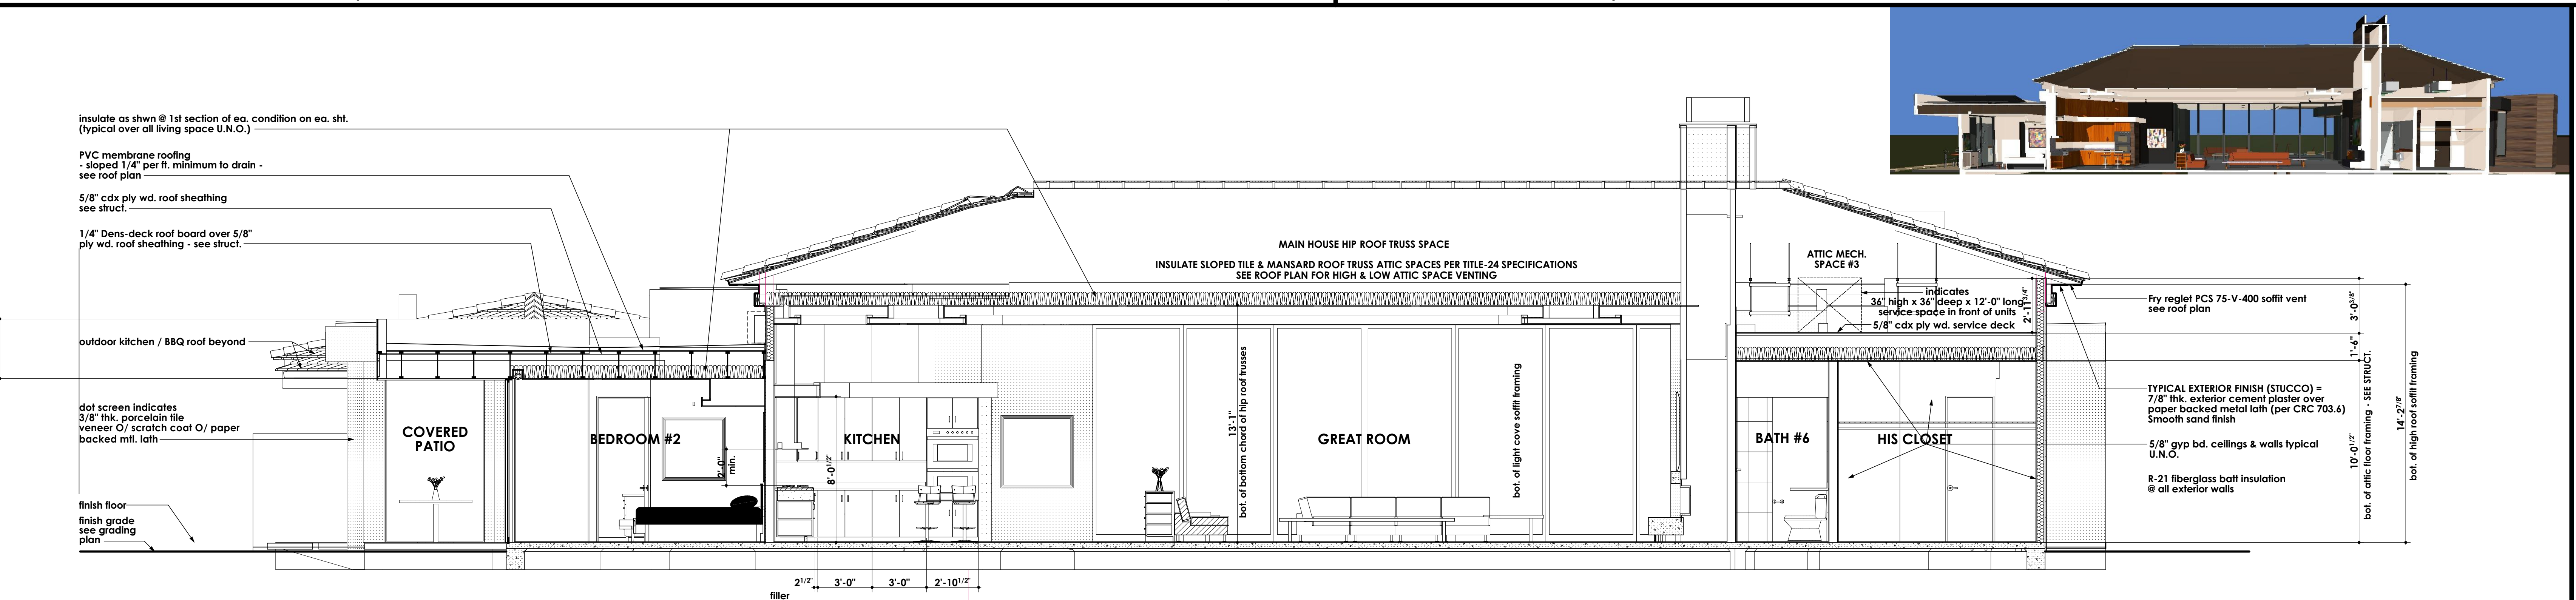 insulate as shwn @ 1st section of ea. condition on ea. sht.
(typical over all living space U.N.O.)
PVC membrane roofing
- sloped 1/4" per ft. minimum to drain -
see roof plan
5/8" cdx ply wd. roof sheathing
see struct.
1/4" Dens-deck roof board over 5/8"
ply wd. roof sheathing - see struct.
outdoor kitchen / BBQ roof beyond
dot screen indicates
3/8" thk. porcelain tile
veneer O/ scratch coat O/ paper
backed mtl. lath
finish floor
finish grade
see grading
plan
COVERED
PATIO
BEDROOM #2
2'-0"
min.
KITCHEN
8'-0 1/2"
2 1/2"
3'-0"
3'-0"
2'-10 1/2"
filler
MAIN HOUSE HIP ROOF TRUSS SPACE
INSULATE SLOPED TILE & MANSARD ROOF TRUSS ATTIC SPACES PER TITLE-24 SPECIFICATIONS
SEE ROOF PLAN FOR HIGH & LOW ATTIC SPACE VENTING
13'-1"
bot. of bottom chord of hip roof trusses
GREAT ROOM
bot. of light cove soffit framing
ATTIC MECH.
SPACE #3
indicates
36" high x 36" deep x 12'-0" long
service space in front of units
5/8" cdx ply wd. service deck
2'-11 3/4"
BATH #6
HIS CLOSET
3'-0 3/8"
1'-6"
10'-0 1/2"
bot. of attic floor framing - SEE STRUCT.
14'-2 7/8"
bot. of high roof soffit framing
Fry reglet PCS 75-V-400 soffit vent
see roof plan
TYPICAL EXTERIOR FINISH (STUCCO) =
7/8" thk. exterior cement plaster over
paper backed metal lath (per CRC 703.6)
Smooth sand finish
5/8" gyp bd. ceilings & walls typical
U.N.O.
R-21 fiberglass batt insulation
@ all exterior walls